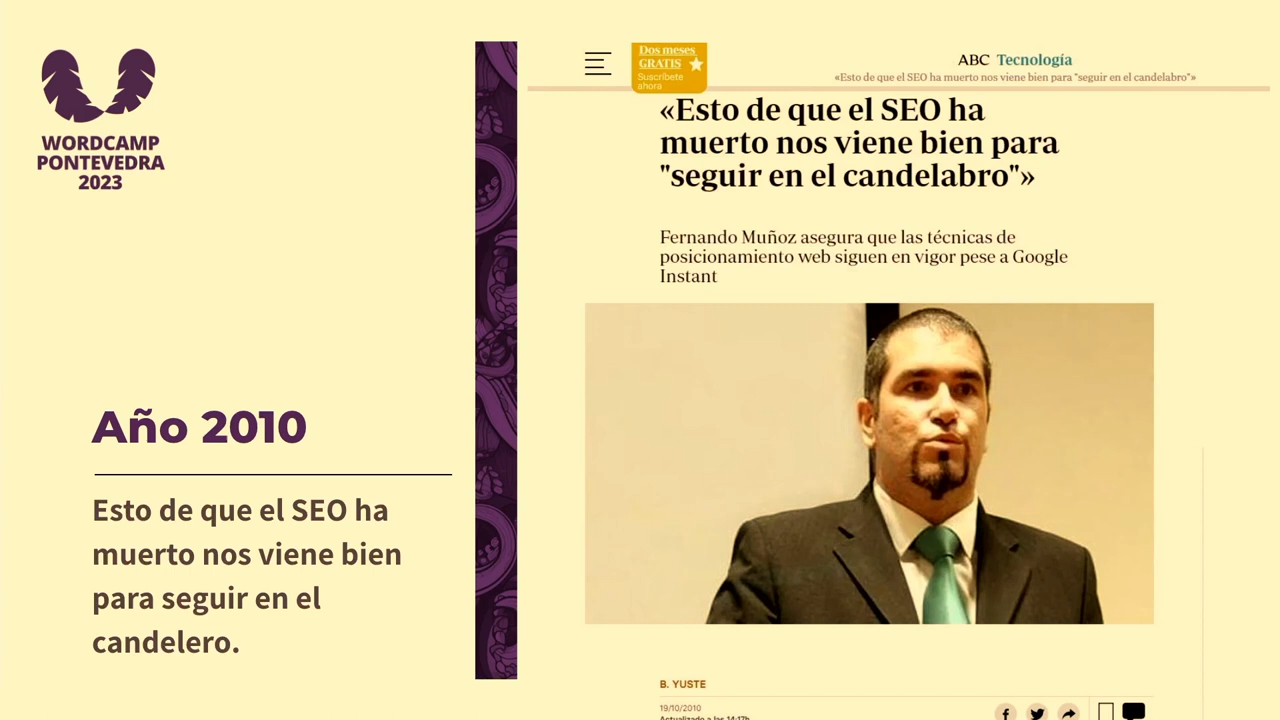 WORDCAMP
PONTEVEDRA
2023
Año 2010
Esto de que el SEO ha
muerto nos viene bien
para seguir en el
candelero.
Dos meses
GRATIS
Suscríbete
ahora
ABC Tecnología
«Esto de que el SEO ha muerto nos viene bien para "seguir en el candelabro"»
«Esto de que el SEO ha
muerto nos viene bien para
"seguir en el candelabro"»
Fernando Muñoz asegura que las técnicas de
posicionamiento web siguen en vigor pese a Google
Instant
B. YUSTE
19/10/2010
Actualizado a las 14:17h.